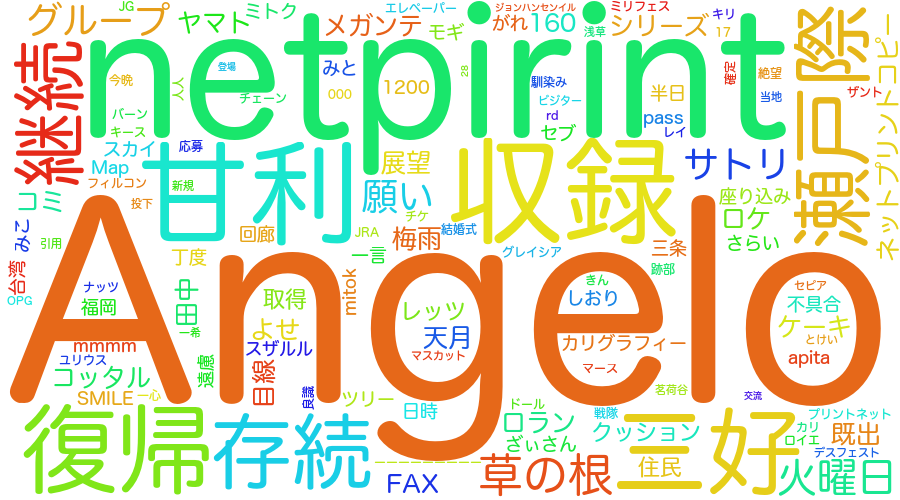 JG
エレペーパー
ジョンハンセンイル
ミリフェス
キリ
グループ
ヤマト
ミトク
メガンテ
モギ
がれ
160
浅草
シリーズ
17
瀬戸際
継続
netpirint
今晩
登場
人人
チェーン
みと
000
1200
28
馴染み
ビジター
rd
セブ
半日
pass
レイ
確定
絶望
当地
ザント
ネットプリントコピー
バーン
キース
スカイ
Map
応募
甘利
展望
収録
サトリ
フィルコン
新規
コミ
投下
願い
チケ
座り込み
ロケ
さらい
みこ
引用
回廊
JRA
梅雨
結婚式
グレイシア
三条
跡部
丁度
一言
台湾
OPG
ナッツ
福岡
田中
一希
取得
mitok
Angelo
レッツ
天月
きん
しおり
セピア
不具合
ケーキ
とけい
mmmm
ユリウス
コッタル
遠慮
よせ
スザルル
マスカット
カリグラフィー
マース
apita
SMILE
一心
目線
良識
ツリー
日時
ドール
ロラン
ざぃさん
戦隊
クッション
茗荷谷
交流
プリントネット
カリ
ロイエ
既出
デスフェスト
復帰
存続
ーーーーーーーーー
FAX
草の根
三好
住民
火曜日